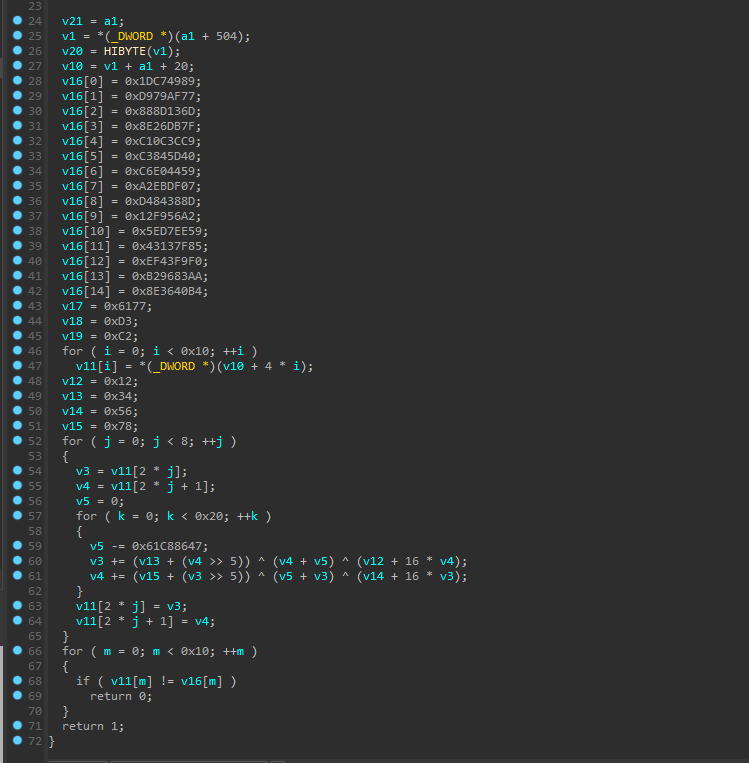 23
24 v21 = a1;
25 v1 = *(_DWORD *)(a1 + 504);
26 v20 = HIBYTE(v1);
27 v10 = v1 + a1 + 20;
28 v16[0] = 0x1DC74989;
29 v16[1] = 0xD979AF77;
30 v16[2] = 0x888D136D;
31 v16[3] = 0x8E26DB7F;
32 v16[4] = 0xC10C3CC9;
33 v16[5] = 0xC3845D40;
34 v16[6] = 0xC6E04459;
35 v16[7] = 0xA2EBDF07;
36 v16[8] = 0xD484388D;
37 v16[9] = 0x12F956A2;
38 v16[10] = 0x5ED7EE59;
39 v16[11] = 0x43137F85;
40 v16[12] = 0xEF43F9F0;
41 v16[13] = 0xB29683AA;
42 v16[14] = 0x8E3640B4;
43 v17 = 0x6177;
44 v18 = 0xD3;
45 v19 = 0xC2;
46 for ( i = 0; i < 0x10; ++i )
47 v11[i] = *(_DWORD *)(v10 + 4 * i);
48 v12 = 0x12;
49 v13 = 0x34;
50 v14 = 0x56;
51 v15 = 0x78;
52 for ( j = 0; j < 8; ++j )
53 {
54 v3 = v11[2 * j];
55 v4 = v11[2 * j + 1];
56 v5 = 0;
57 for ( k = 0; k < 0x20; ++k )
58 {
59 v5 -= 0x61C88647;
60 v3 += (v13 + (v4 >> 5)) ^ (v4 + v5) ^ (v12 + 16 * v4);
61 v4 += (v15 + (v3 >> 5)) ^ (v5 + v3) ^ (v14 + 16 * v3);
62 }
63 v11[2 * j] = v3;
64 v11[2 * j + 1] = v4;
65 }
66 for ( m = 0; m < 0x10; ++m )
67 {
68 if ( v11[m] != v16[m] )
69 return 0;
70 }
71 return 1;
72 }